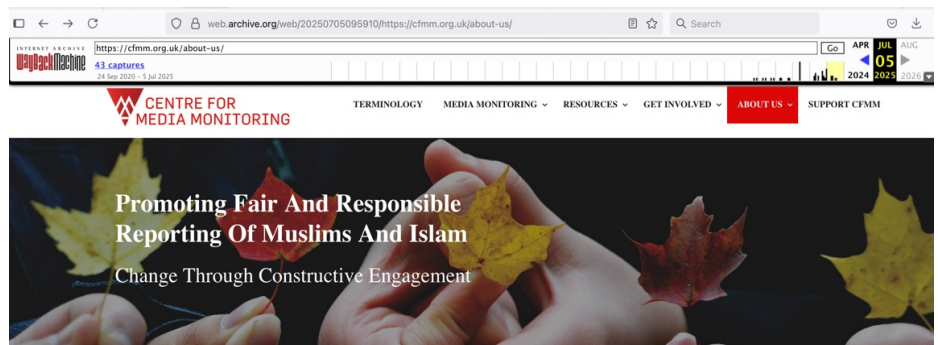 web.archive.org/web/20250705095910/https://cfmm.org.uk/about-us/
Search
INTERNET ARCHIVE
WayBackMachine
https://cfmm.org.uk/about-us/
Go
APR JUL AUG
43 captures
05
24 Sep 2020 - 5 Jul 2025
2024 2025 2026
CENTRE FOR
MEDIA MONITORING
TERMINOLOGY MEDIA MONITORING RESOURCES GET INVOLVED ABOUT US SUPPORT CFMM
Promoting Fair And Responsible
Reporting Of Muslims And Islam
Change Through Constructive Engagement